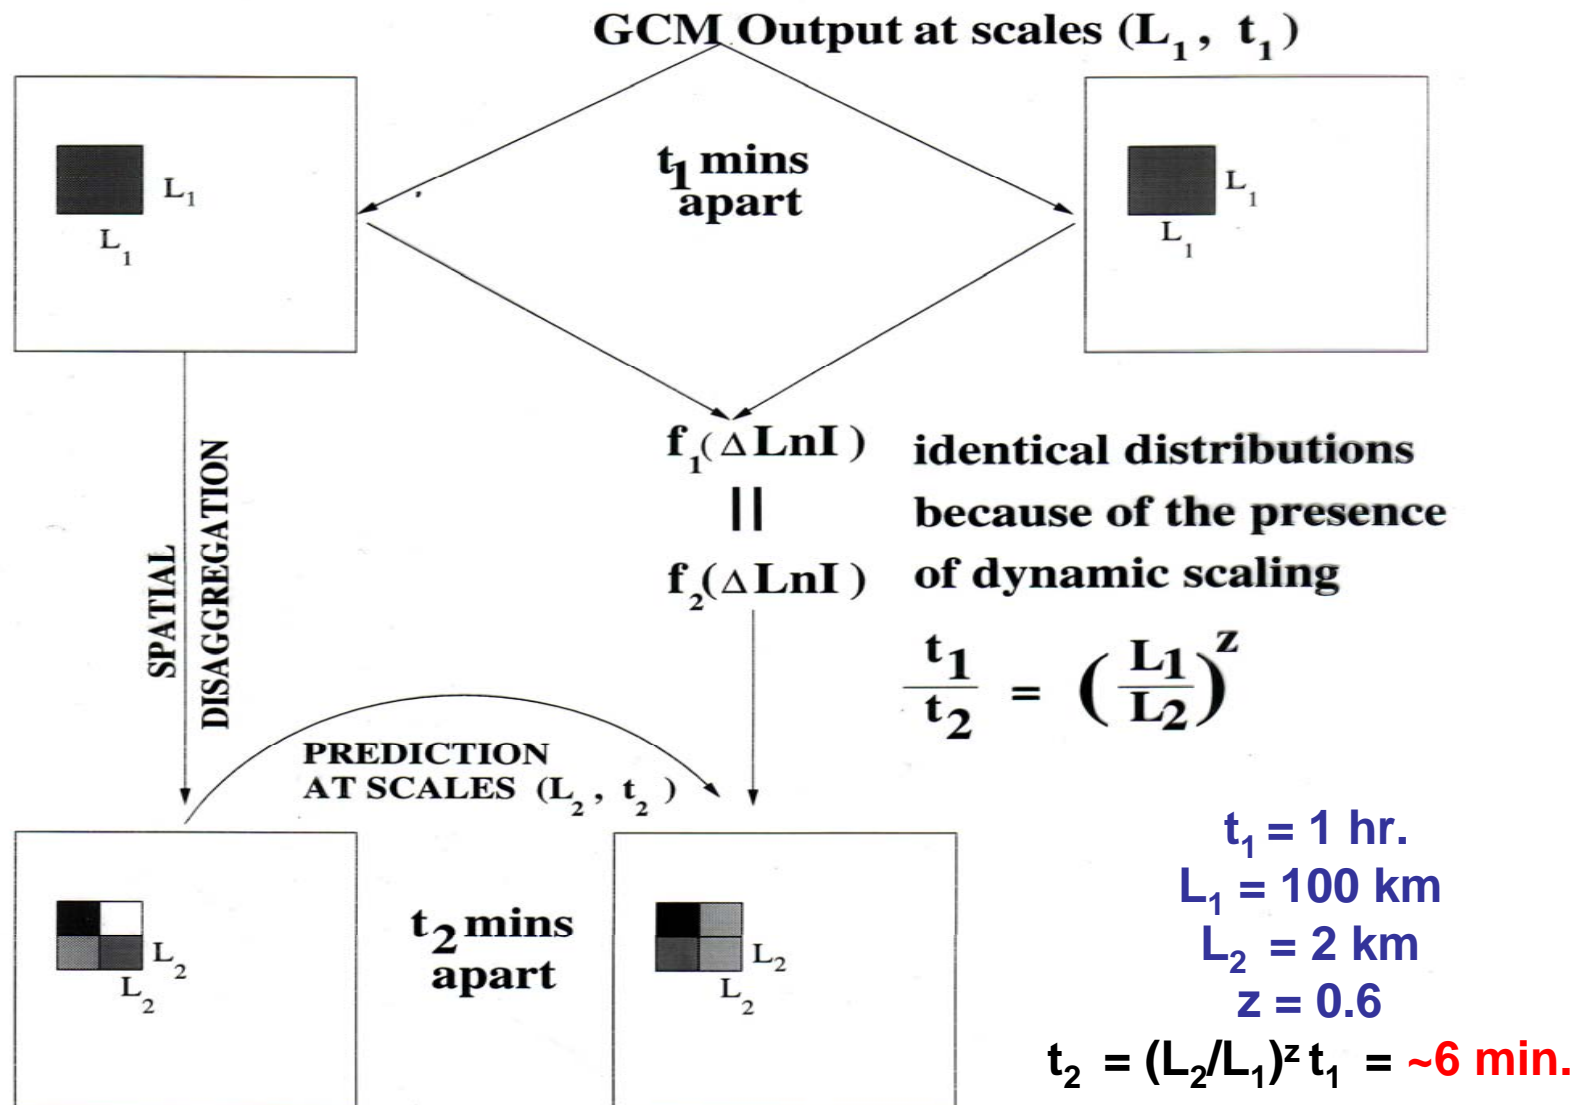 GCM Output at scales (L₁, t₁)
L₁
L₁
t₁ mins
apart
L₁
L₁
f₁(ΔLnI)
||
f₂(ΔLnI)
identical distributions
because of the presence
of dynamic scaling
t₁/t₂ = (L₁/L₂)ᶻ
SPATIAL
DISAGGREGATION
PREDICTION
AT SCALES (L₂, t₂)
L₂
L₂
t₂ mins
apart
L₂
L₂
t₁ = 1 hr.
L₁ = 100 km
L₂ = 2 km
z = 0.6
t₂ = (L₂/L₁)ᶻ t₁ = ~6 min.